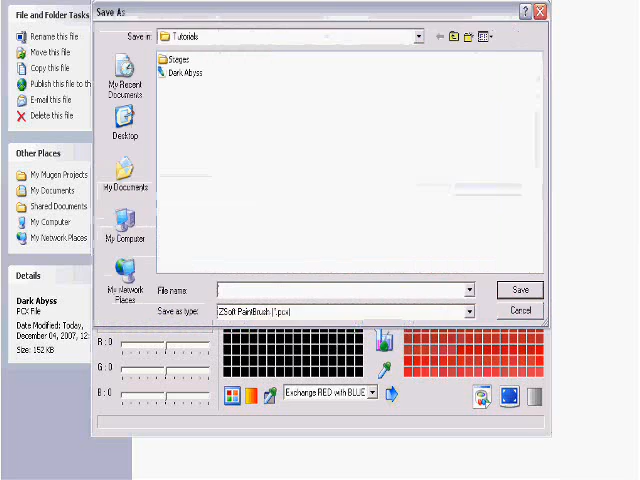 File and Folder Tasks
Rename this file
Move this file
Copy this file
Publish this file to th
E-mail this file
Delete this file
Other Places
My Mugen Projects
My Documents
Shared Documents
My Computer
My Network Places
Details
Dark Abyss
PCX File
Date Modified: Today,
December 04, 2007, 12:
Size: 152 KB
Save As
Save in:
Tutorials
My Recent
Documents
Desktop
My Documents
My Computer
My Network
Places
Stages
Dark Abyss
File name:
Save
Save as type:
ZSoft PaintBrush (*.pcx)
Cancel
R : 0
G : 0
B : 0
Exchange RED with BLUE